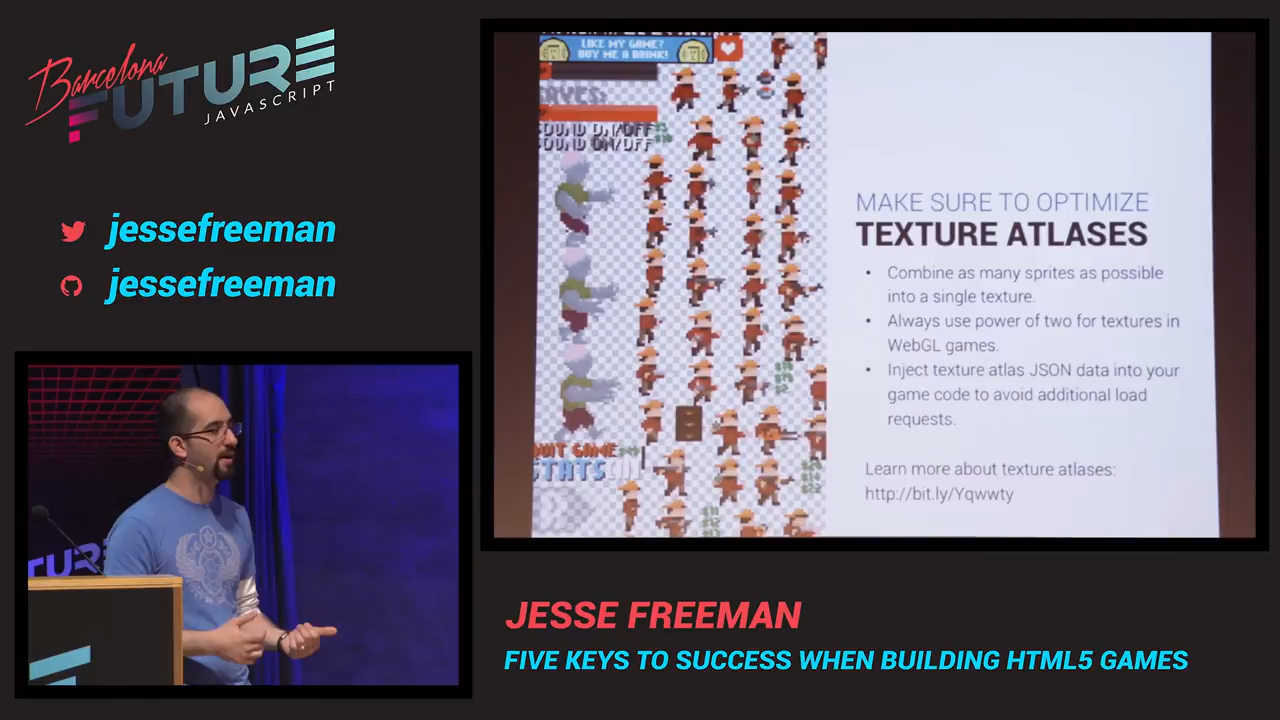 Barcelona
FUTURE
JAVASCRIPT
jessefreeman
jessefreeman
LIKE MY GAME?
BUY ME A DRINK!
SOUND ON/OFF
SOUND ON/OFF
QUIT GAME
STATS
MAKE SURE TO OPTIMIZE
TEXTURE ATLASES
• Combine as many sprites as possible
into a single texture.
• Always use power of two for textures in
WebGL games.
• Inject texture atlas JSON data into your
game code to avoid additional load
requests.
Learn more about texture atlases:
http://bit.ly/Yqwwty
TURE
JESSE FREEMAN
FIVE KEYS TO SUCCESS WHEN BUILDING HTML5 GAMES